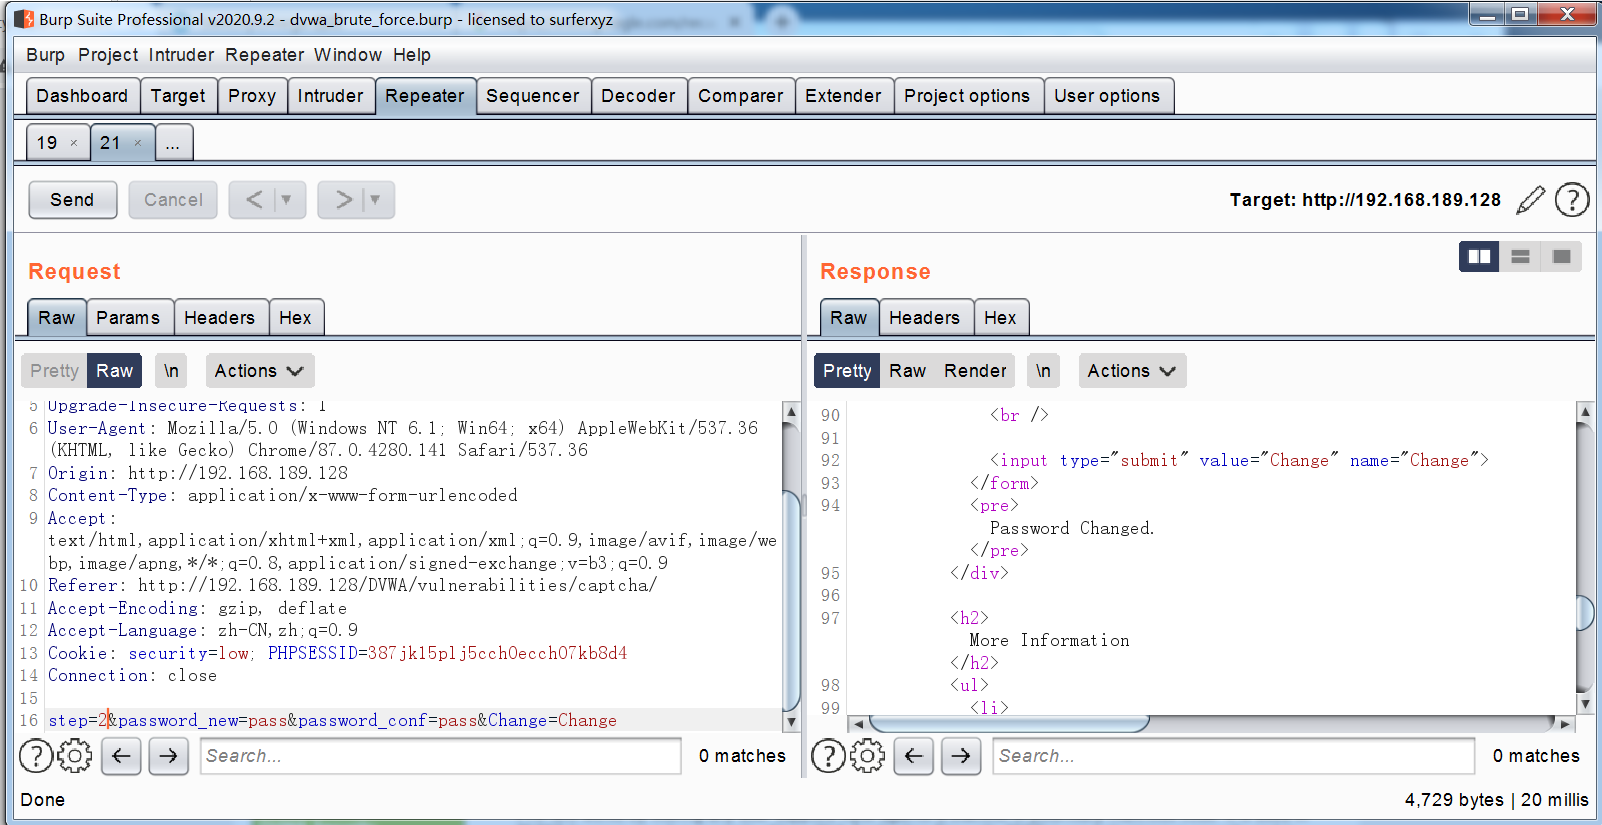 Burp Suite Professional v2020.9.2 - dvwa_brute_force.burp - licensed to surferxyz
Burp Project Intruder Repeater Window Help
Dashboard Target Proxy Intruder Repeater Sequencer Decoder Comparer Extender Project options User options
19 × 21 × ...
Send Cancel < ▼ > ▼ Target: http://192.168.189.128 ?
Request
Raw Params Headers Hex
Pretty Raw \n Actions
5 Upgrade-Insecure-Requests: 1
6 User-Agent: Mozilla/5.0 (Windows NT 6.1; Win64; x64) AppleWebKit/537.36
(KHTML, like Gecko) Chrome/87.0.4280.141 Safari/537.36
7 Origin: http://192.168.189.128
8 Content-Type: application/x-www-form-urlencoded
9 Accept:
text/html,application/xhtml+xml,application/xml;q=0.9,image/avif,image/we
bp,image/apng,*/*;q=0.8,application/signed-exchange;v=b3;q=0.9
10 Referer: http://192.168.189.128/DVWA/vulnerabilities/captcha/
11 Accept-Encoding: gzip, deflate
12 Accept-Language: zh-CN,zh;q=0.9
13 Cookie: security=low; PHPSESSID=387jkl5plj5cch0ecch07kb8d4
14 Connection: close
15
16 step=2&password_new=pass&password_conf=pass&Change=Change
? ← → Search... 0 matches
Response
Raw Headers Hex
Pretty Raw Render \n Actions
90 <br />
91
92 <input type="submit" value="Change" name="Change">
93 </form>
94 <pre>
Password Changed.
</pre>
95 </div>
96
97 <h2>
More Information
</h2>
98 <ul>
99 <li>
? ← → Search... 0 matches
Done 4,729 bytes | 20 millis